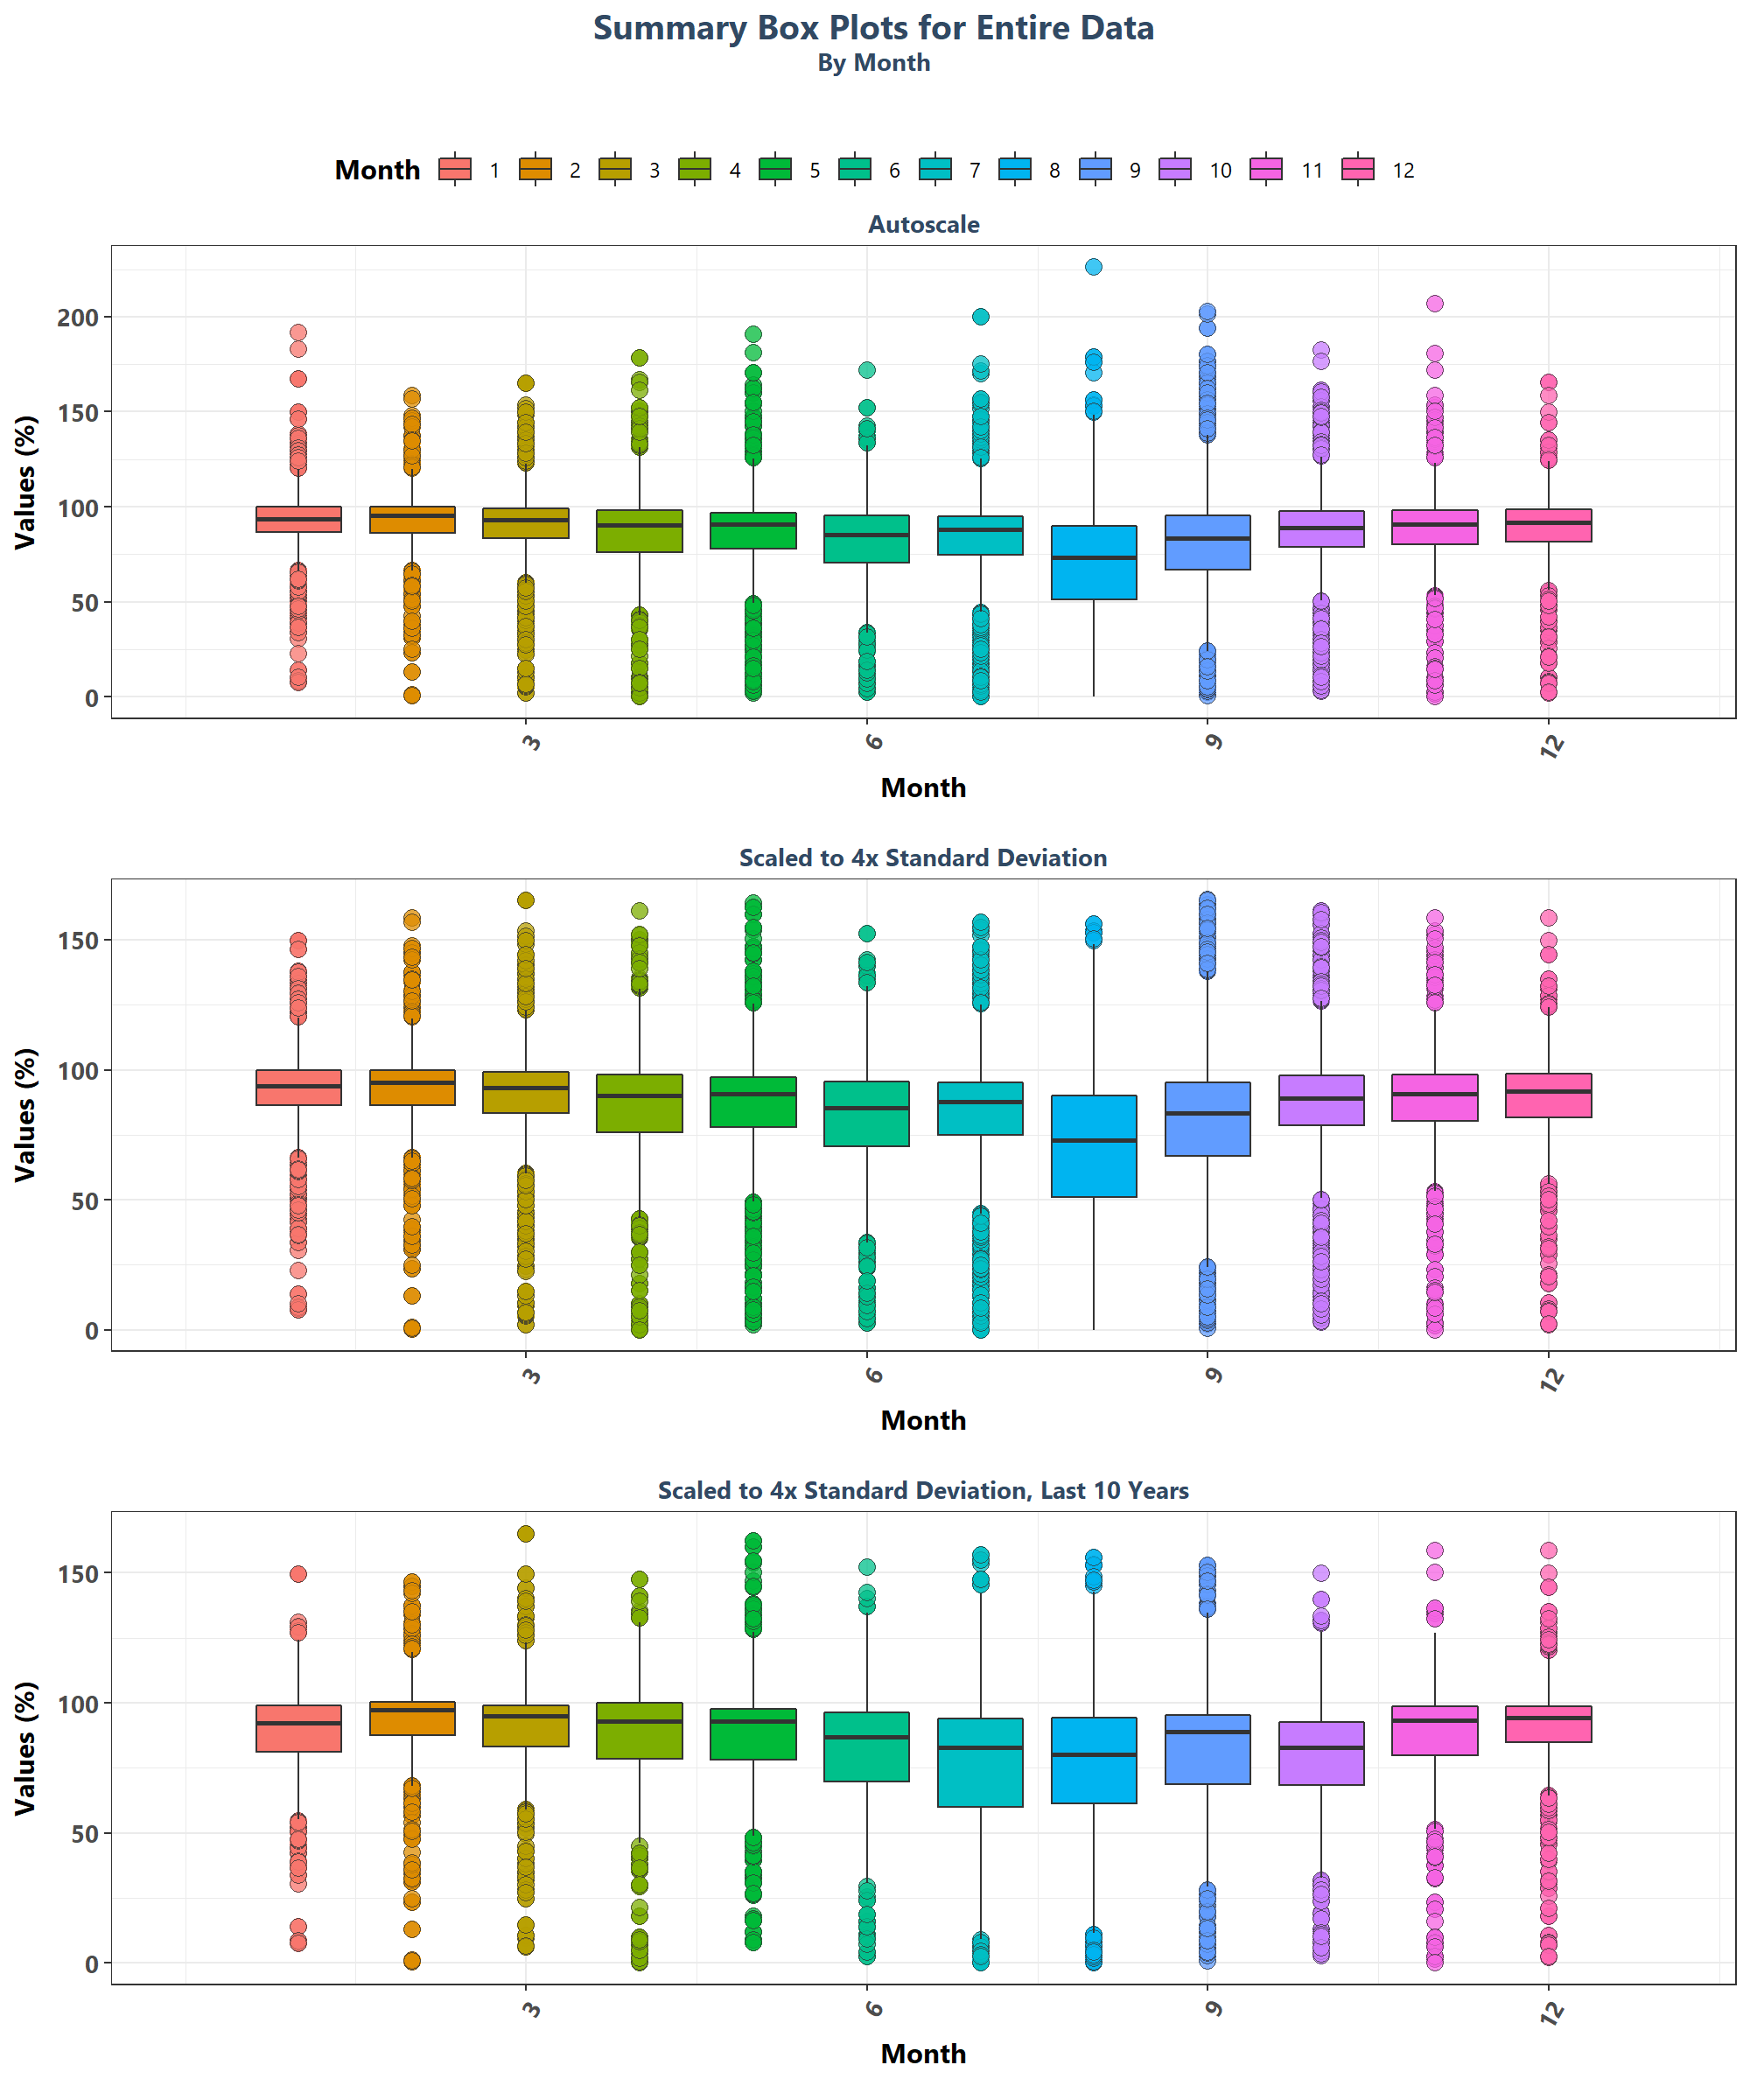 Summary Box Plots for Entire Data
By Month
Month 1 2 3 4 5 6 7 8 9 10 11 12
Autoscale
Values (%)
200
150
100
50
0
3 6 9 12
Month
Scaled to 4x Standard Deviation
Values (%)
150
100
50
0
3 6 9 12
Month
Scaled to 4x Standard Deviation, Last 10 Years
Values (%)
150
100
50
0
3 6 9 12
Month